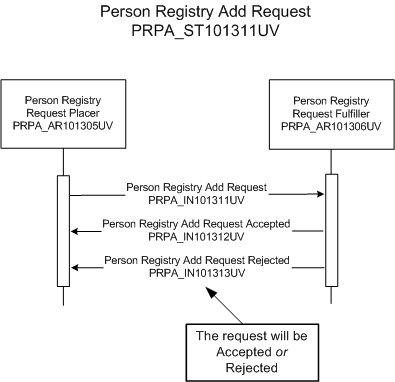 Person Registry Add Request
PRPA_ST101311UV
Person Registry
Request Placer
PRPA_AR101305UV
Person Registry
Request Fulfiller
PRPA_AR101306UV
Person Registry Add Request
PRPA_IN101311UV
Person Registry Add Request Accepted
PRPA_IN101312UV
Person Registry Add Request Rejected
PRPA_IN101313UV
The request will be
Accepted or
Rejected